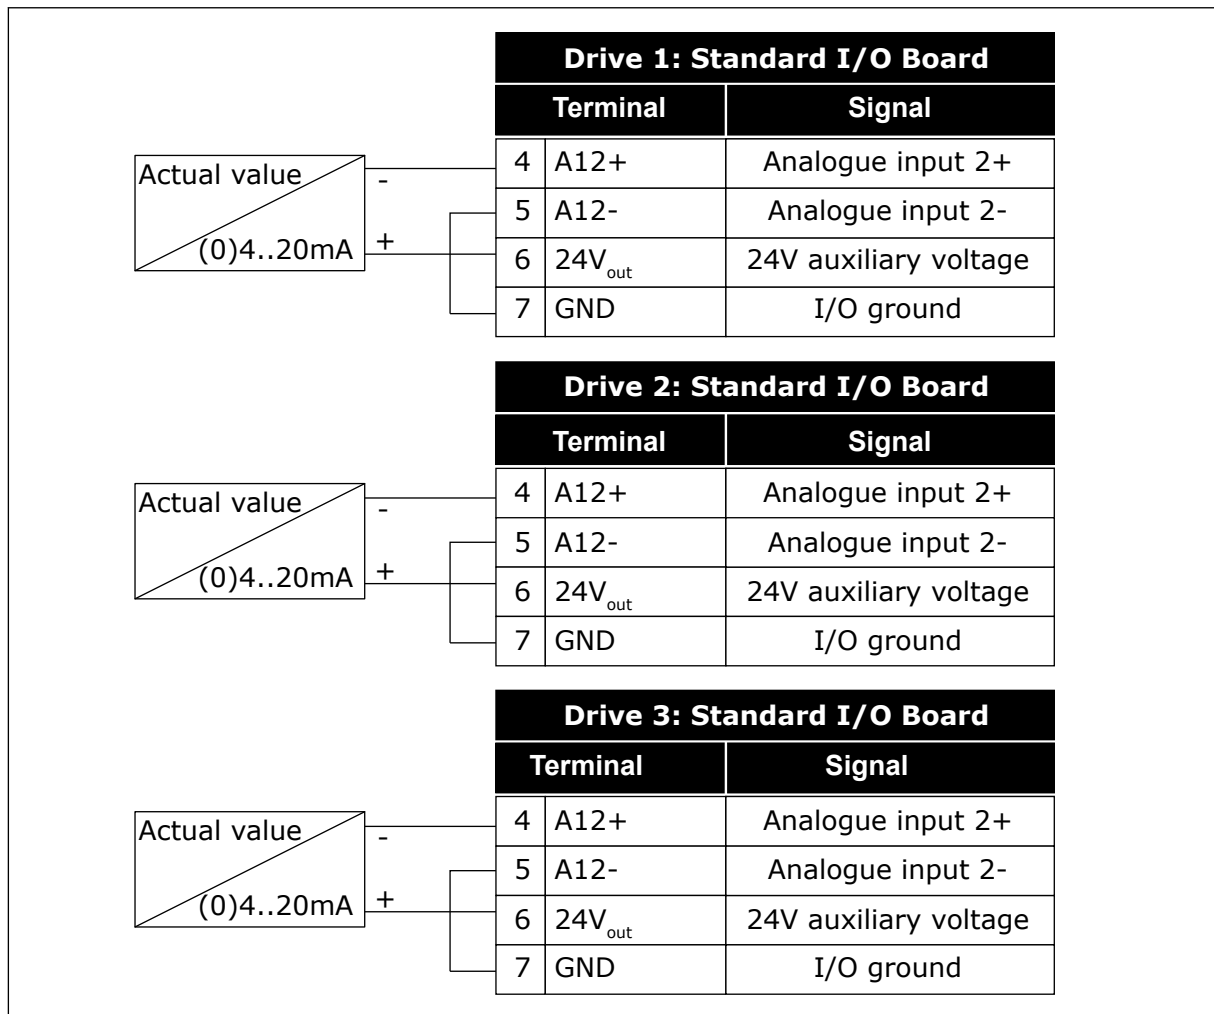 Drive 1: Standard I/O Board
Terminal Signal
Actual value
(0)4..20mA
-
+
4 A12+ Analogue input 2+
5 A12- Analogue input 2-
6 24Vout 24V auxiliary voltage
7 GND I/O ground
Drive 2: Standard I/O Board
Terminal Signal
Actual value
(0)4..20mA
-
+
4 A12+ Analogue input 2+
5 A12- Analogue input 2-
6 24Vout 24V auxiliary voltage
7 GND I/O ground
Drive 3: Standard I/O Board
Terminal Signal
Actual value
(0)4..20mA
-
+
4 A12+ Analogue input 2+
5 A12- Analogue input 2-
6 24Vout 24V auxiliary voltage
7 GND I/O ground